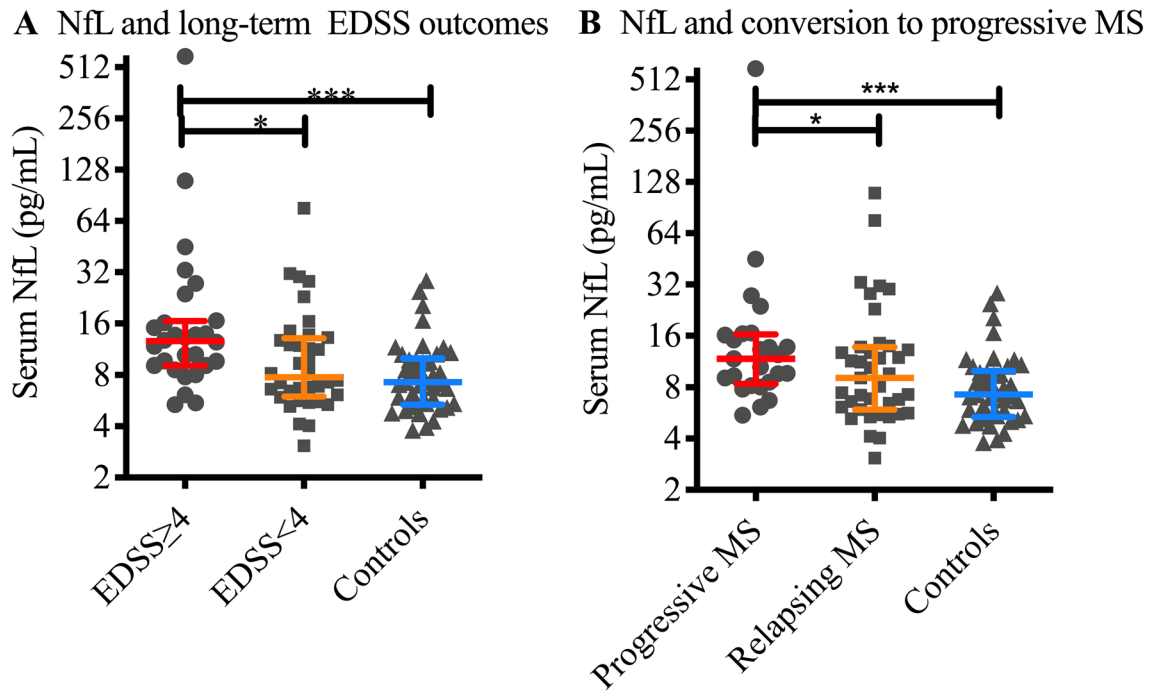 A NfL and long-term EDSS outcomes
Serum NfL (pg/mL)
512
256
128
64
32
16
8
4
2
***
*
EDSS≥4
EDSS<4
Controls
B NfL and conversion to progressive MS
Serum NfL (pg/mL)
512
256
128
64
32
16
8
4
2
***
*
Progressive MS
Relapsing MS
Controls